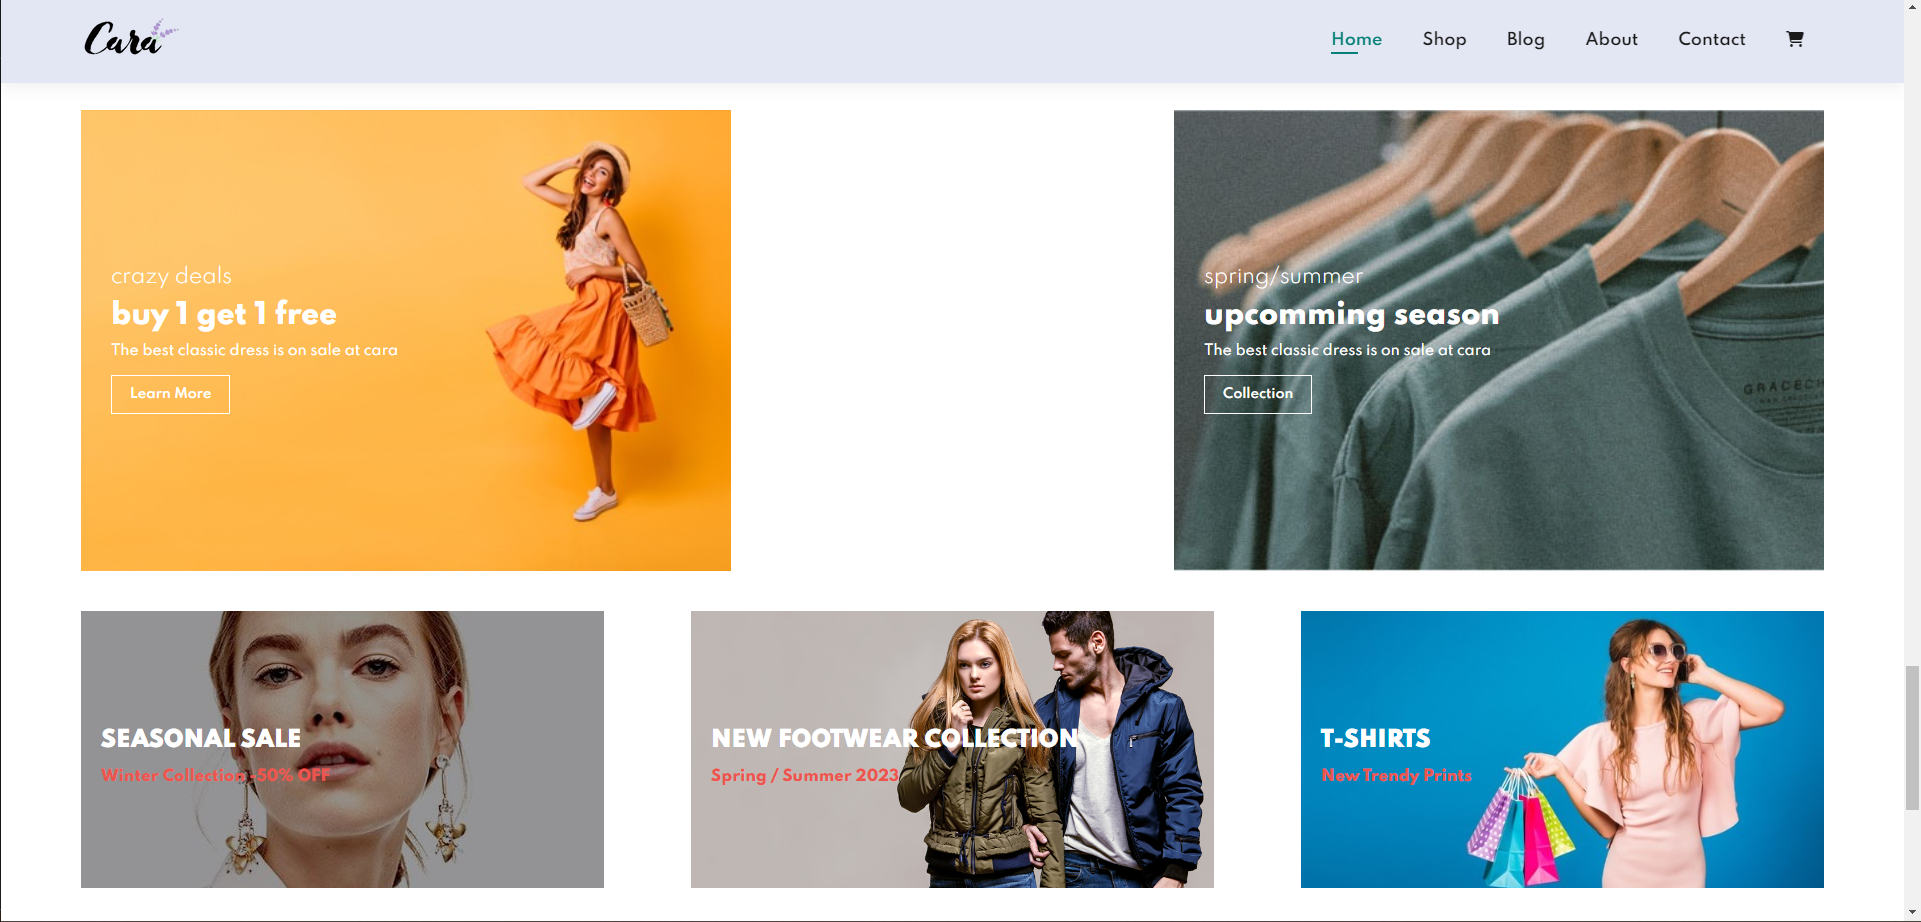 Cara
Home Shop Blog About Contact
crazy deals
buy 1 get 1 free
The best classic dress is on sale at cara
Learn More
spring/summer
upcomming season
The best classic dress is on sale at cara
Collection
GRACECH
SEASONAL SALE
Winter Collection -50% OFF
NEW FOOTWEAR COLLECTION
Spring / Summer 2023
T-SHIRTS
New Trendy Prints